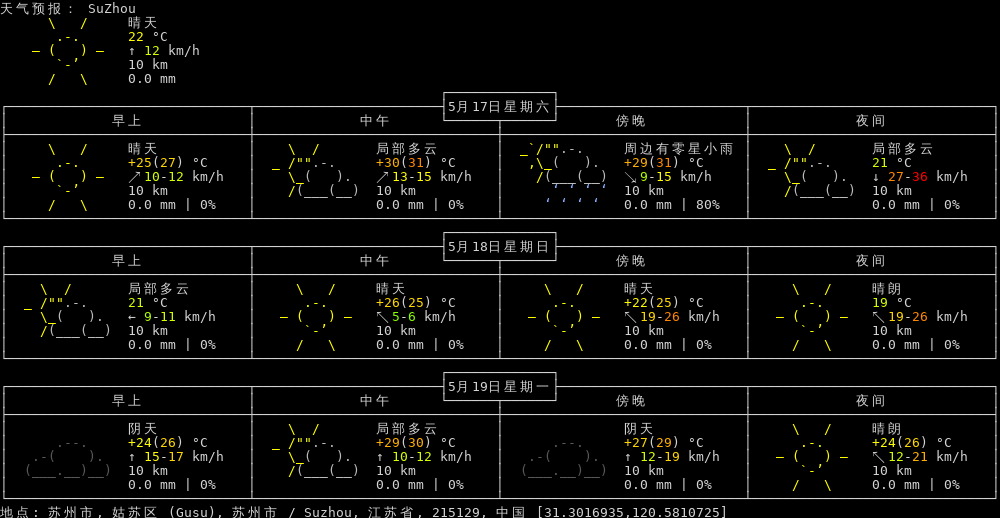 天气预报: SuZhou
晴天
22 °C
↑ 12 km/h
10 km
0.0 mm
5月17日星期六
早上 中午 傍晚 夜间
晴天 局部多云 周边有零星小雨 局部多云
+25(27) °C +30(31) °C +29(31) °C 21 °C
↗10-12 km/h ↗13-15 km/h ↘9-15 km/h ↓ 27-36 km/h
10 km 10 km 10 km 10 km
0.0 mm | 0% 0.0 mm | 0% 0.0 mm | 80% 0.0 mm | 0%
5月18日星期日
早上 中午 傍晚 夜间
局部多云 晴天 晴天 晴朗
21 °C +26(25) °C +22(25) °C 19 °C
← 9-11 km/h ↖5-6 km/h ↖19-26 km/h ↖19-26 km/h
10 km 10 km 10 km 10 km
0.0 mm | 0% 0.0 mm | 0% 0.0 mm | 0% 0.0 mm | 0%
5月19日星期一
早上 中午 傍晚 夜间
阴天 局部多云 阴天 晴朗
+24(26) °C +29(30) °C +27(29) °C +24(26) °C
↑ 15-17 km/h ↑ 10-12 km/h ↑ 12-19 km/h ↖12-21 km/h
10 km 10 km 10 km 10 km
0.0 mm | 0% 0.0 mm | 0% 0.0 mm | 0% 0.0 mm | 0%
地点: 苏州市, 姑苏区 (Gusu), 苏州市 / Suzhou, 江苏省, 215129, 中国 [31.3016935,120.5810725]